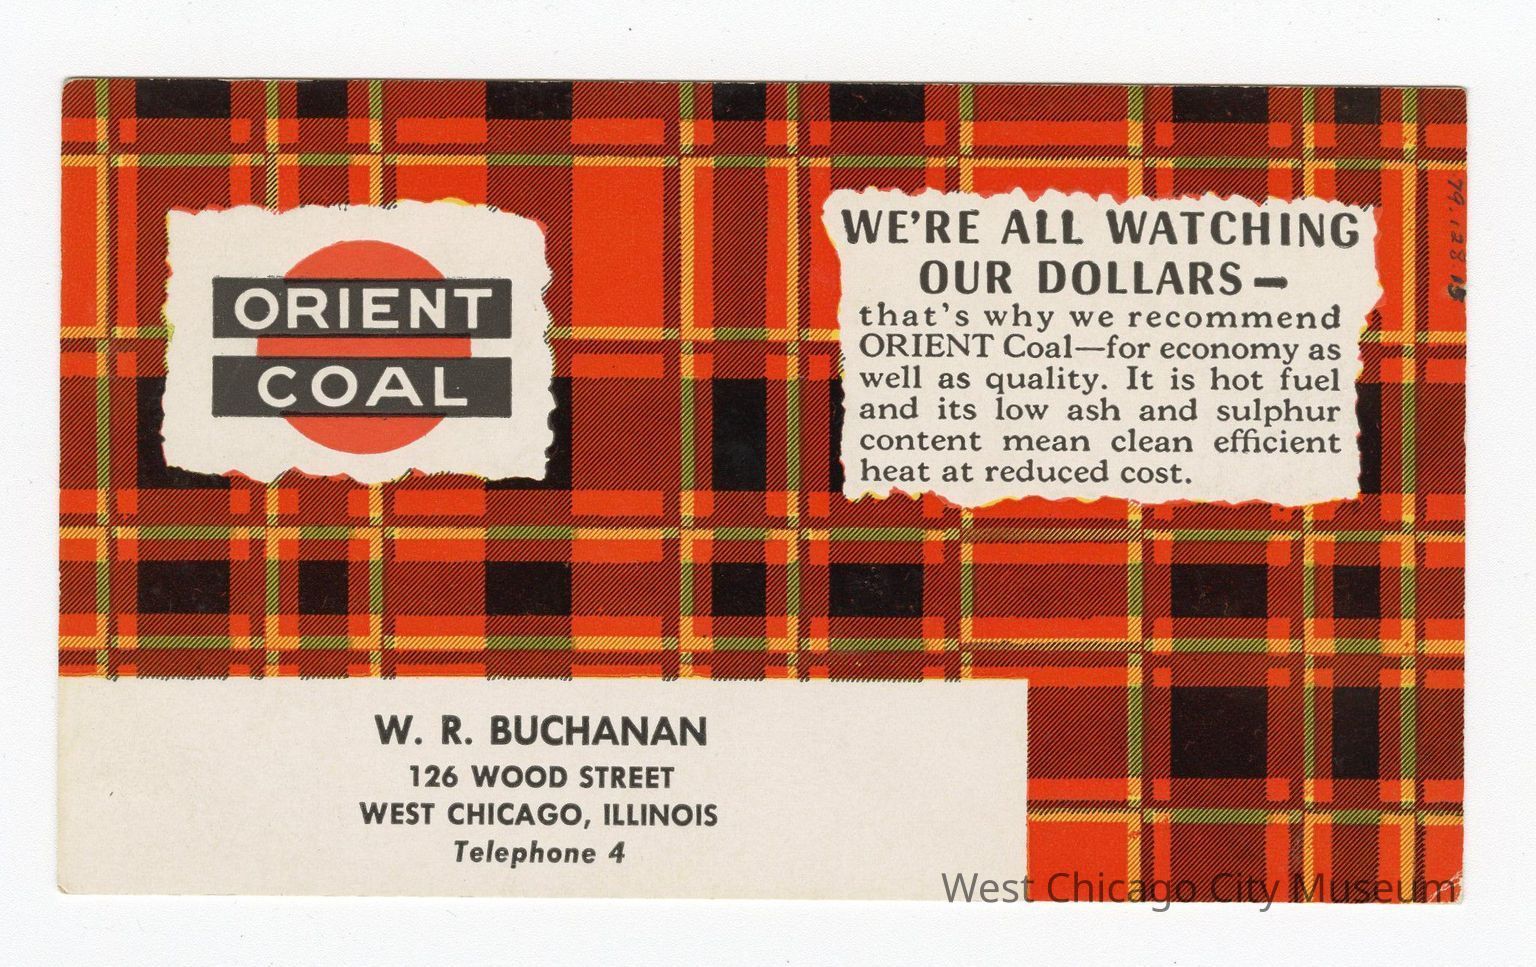 ORIENT
COAL
WE'RE ALL WATCHING
OUR DOLLARS—
that's why we recommend
ORIENT Coal—for economy as
well as quality. It is hot fuel
and its low ash and sulphur
content mean clean efficient
heat at reduced cost.
W. R. BUCHANAN
126 WOOD STREET
WEST CHICAGO, ILLINOIS
Telephone 4
West Chicago City Museum